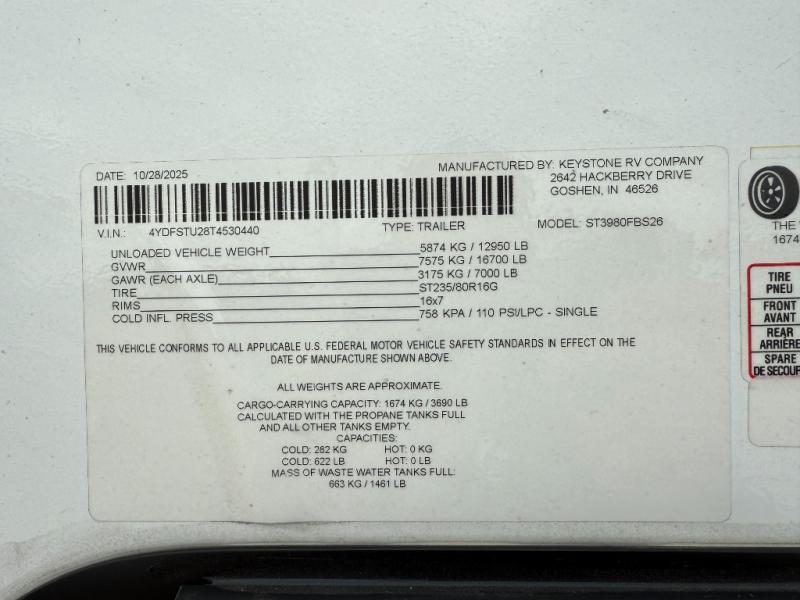 DATE: 10/28/2025
MANUFACTURED BY: KEYSTONE RV COMPANY
2642 HACKBERRY DRIVE
GOSHEN, IN 46526
V.I.N.: 4YDFSTU28T4530440 TYPE: TRAILER MODEL: ST3980FBS26
UNLOADED VEHICLE WEIGHT 5874 KG / 12950 LB
GVWR 7575 KG / 16700 LB
GAWR (EACH AXLE) 3175 KG / 7000 LB
TIRE ST235/80R16G
RIMS 16x7
COLD INFL. PRESS 758 KPA / 110 PSI/LPC - SINGLE
THIS VEHICLE CONFORMS TO ALL APPLICABLE U.S. FEDERAL MOTOR VEHICLE SAFETY STANDARDS IN EFFECT ON THE
DATE OF MANUFACTURE SHOWN ABOVE.
ALL WEIGHTS ARE APPROXIMATE.
CARGO-CARRYING CAPACITY: 1674 KG / 3690 LB
CALCULATED WITH THE PROPANE TANKS FULL
AND ALL OTHER TANKS EMPTY.
CAPACITIES:
COLD: 282 KG HOT: 0 KG
COLD: 622 LB HOT: 0 LB
MASS OF WASTE WATER TANKS FULL:
663 KG / 1461 LB
THE
1674
TIRE
PNEU
FRONT
AVANT
REAR
ARRIÈRE
SPARE
DE SECOUR